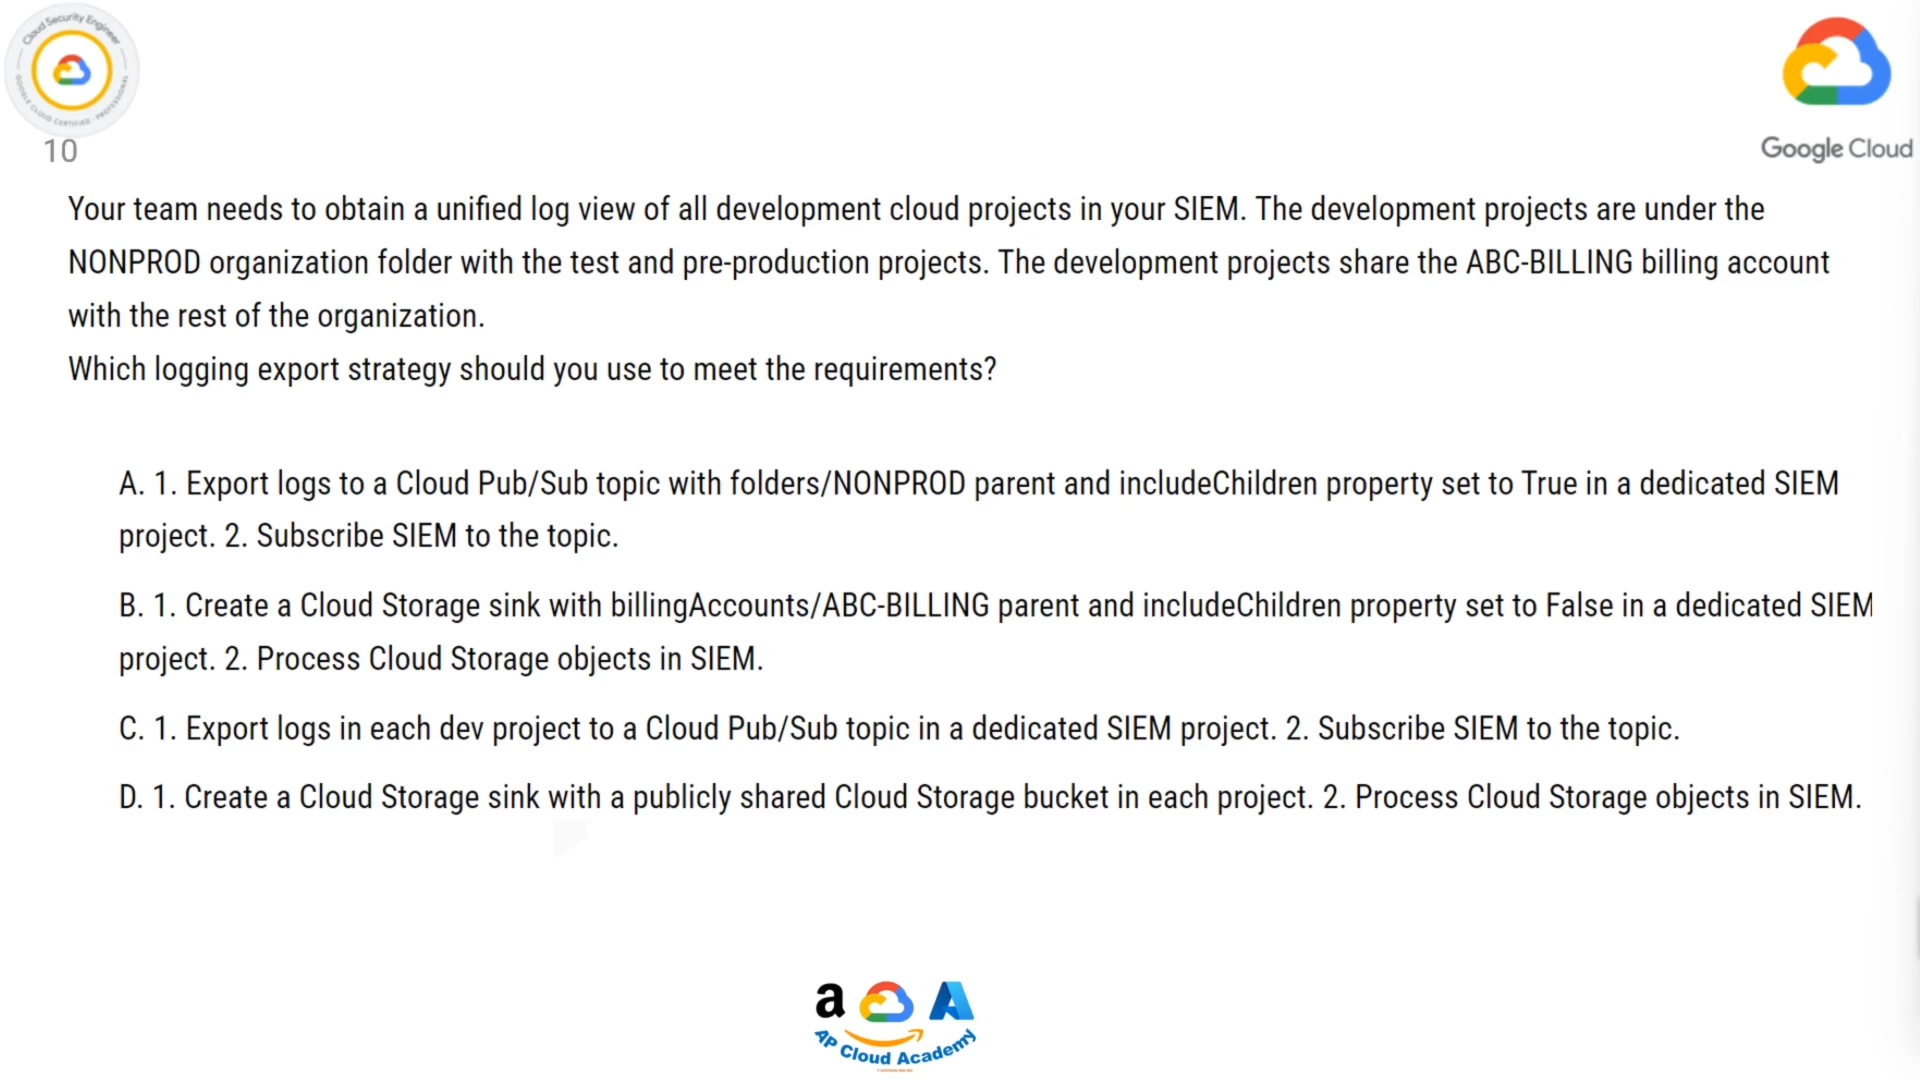 Cloud Security Engineer
GOOGLE CLOUD CERTIFIED · PROFESSIONAL
10
Google Cloud
Your team needs to obtain a unified log view of all development cloud projects in your SIEM. The development projects are under the
NONPROD organization folder with the test and pre-production projects. The development projects share the ABC-BILLING billing account
with the rest of the organization.
Which logging export strategy should you use to meet the requirements?
A. 1. Export logs to a Cloud Pub/Sub topic with folders/NONPROD parent and includeChildren property set to True in a dedicated SIEM
project. 2. Subscribe SIEM to the topic.
B. 1. Create a Cloud Storage sink with billingAccounts/ABC-BILLING parent and includeChildren property set to False in a dedicated SIEM
project. 2. Process Cloud Storage objects in SIEM.
C. 1. Export logs in each dev project to a Cloud Pub/Sub topic in a dedicated SIEM project. 2. Subscribe SIEM to the topic.
D. 1. Create a Cloud Storage sink with a publicly shared Cloud Storage bucket in each project. 2. Process Cloud Storage objects in SIEM.
a
AP Cloud Academy